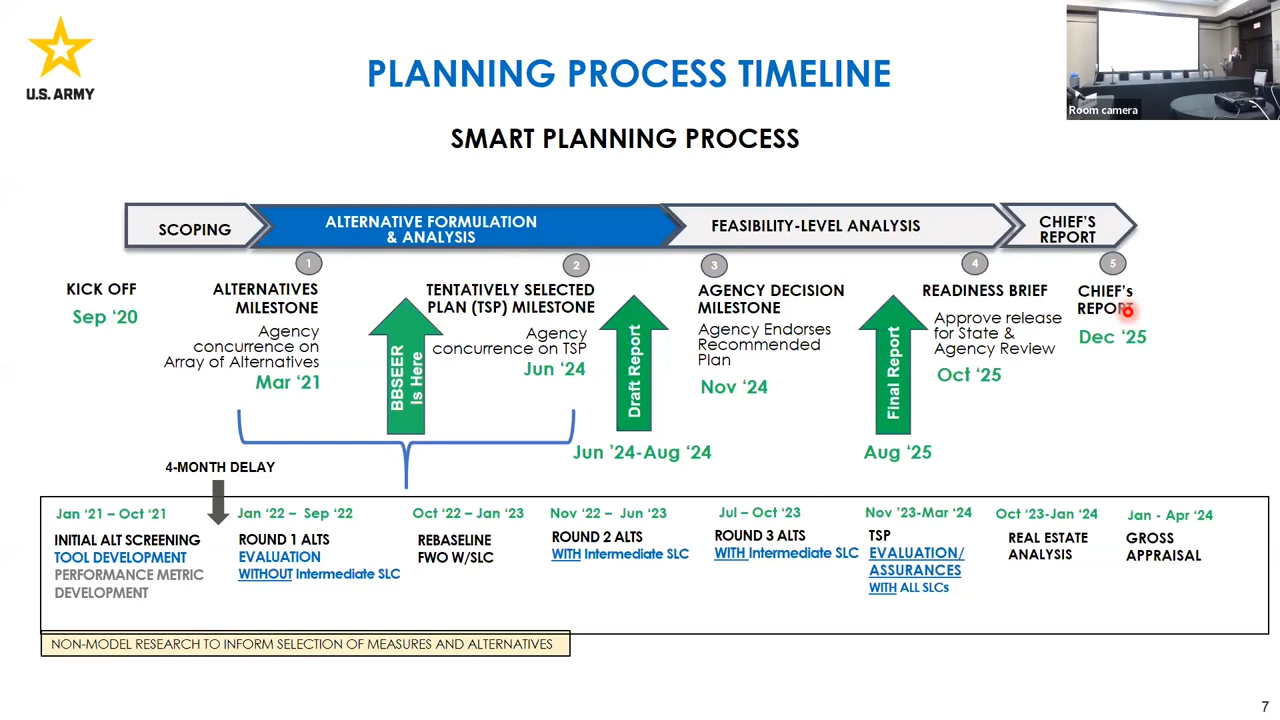 U.S. ARMY
PLANNING PROCESS TIMELINE
SMART PLANNING PROCESS
Room camera
SCOPING
ALTERNATIVE FORMULATION
& ANALYSIS
FEASIBILITY-LEVEL ANALYSIS
CHIEF'S
REPORT
1
2
3
4
5
KICK OFF
Sep ‘20
ALTERNATIVES
MILESTONE
Agency
concurrence on
Array of Alternatives
Mar ‘21
BBSEER
Is Here
TENTATIVELY SELECTED
PLAN (TSP) MILESTONE
Agency
concurrence on TSP
Jun ‘24
Draft Report
Jun ’24-Aug ‘24
AGENCY DECISION
MILESTONE
Agency Endorses
Recommended
Plan
Nov ‘24
Final Report
Aug ‘25
READINESS BRIEF
Approve release
for State &
Agency Review
Oct ‘25
CHIEF's
REPORT
Dec ‘25
4-MONTH DELAY
Jan ‘21 – Oct ‘21
INITIAL ALT SCREENING
TOOL DEVELOPMENT
PERFORMANCE METRIC
DEVELOPMENT
Jan ‘22 – Sep ‘22
ROUND 1 ALTS
EVALUATION
WITHOUT Intermediate SLC
Oct ‘22 – Jan ‘23
REBASELINE
FWO W/SLC
Nov ‘22 – Jun ‘23
ROUND 2 ALTS
WITH Intermediate SLC
Jul – Oct ‘23
ROUND 3 ALTS
WITH Intermediate SLC
Nov ‘23-Mar ‘24
TSP
EVALUATION/
ASSURANCES
WITH ALL SLCs
Oct ‘23-Jan ‘24
REAL ESTATE
ANALYSIS
Jan - Apr ‘24
GROSS
APPRAISAL
NON-MODEL RESEARCH TO INFORM SELECTION OF MEASURES AND ALTERNATIVES
7